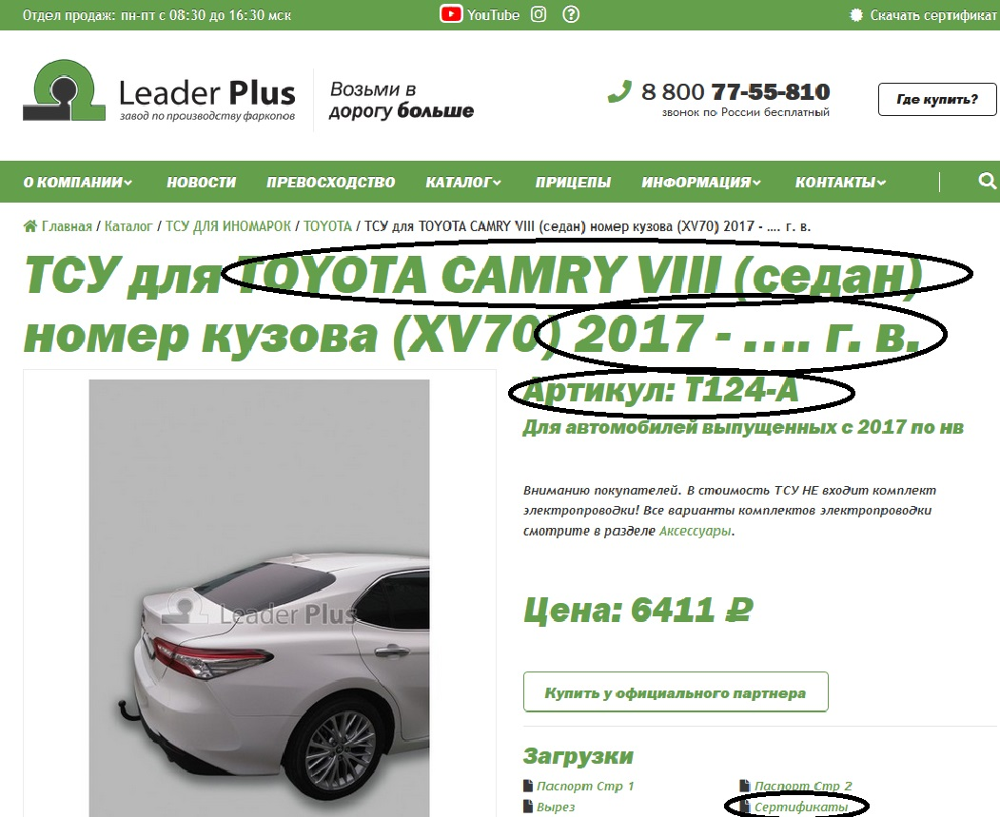 Отдел продаж: пн-пт с 08:30 до 16:30 мск
YouTube
Скачать сертификат
Leader Plus
завод по производству фаркопов
Возьми в
дорогу больше
8 800 77-55-810
звонок по России бесплатный
Где купить?
О КОМПАНИИ НОВОСТИ ПРЕВОСХОДСТВО КАТАЛОГ ПРИЦЕПЫ ИНФОРМАЦИЯ КОНТАКТЫ
Главная / Каталог / ТСУ ДЛЯ ИНОМАРОК / TOYOTA / ТСУ для TOYOTA CAMRY VIII (седан) номер кузова (XV70) 2017 - .... г. в.
ТСУ для TOYOTA CAMRY VIII (седан)
номер кузова (XV70) 2017 - .... г. в.
Артикул: T124-A
Для автомобилей выпущенных с 2017 по нв
Вниманию покупателей. В стоимость ТСУ НЕ входит комплект
электропроводки! Все варианты комплектов электропроводки
смотрите в разделе Аксессуары.
Leader Plus
Цена: 6411 ₽
Купить у официального партнера
Загрузки
Паспорт Стр 1
Паспорт Стр 2
Вырез
Сертификаты